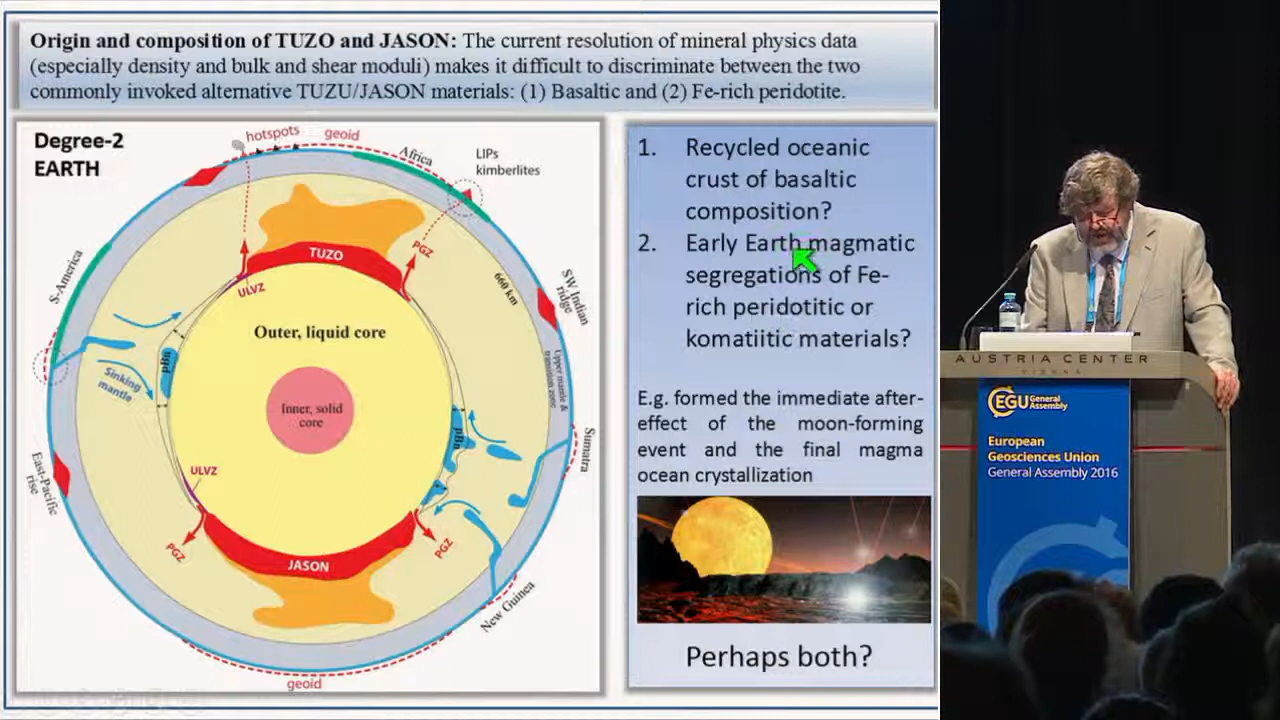 Origin and composition of TUZO and JASON: The current resolution of mineral physics data
(especially density and bulk and shear moduli) makes it difficult to discriminate between the two
commonly invoked alternative TUZU/JASON materials: (1) Basaltic and (2) Fe-rich peridotite.
Degree-2
EARTH
hotspots
geoid
Africa
LIPs
kimberlites
S-America
TUZO
PGZ
ULVZ
660 km
SW Indian
ridge
Outer, liquid core
pBn
Sinking
mantle
Upper mantle &
transition zone
Inner, solid
core
pBn
Sumatra
East-Pacific
rise
ULVZ
PGZ
JASON
PGZ
New Guinea
geoid
1. Recycled oceanic
crust of basaltic
composition?
2. Early Earth magmatic
segregations of Fe-
rich peridotitic or
komatiitic materials?
E.g. formed the immediate after-
effect of the moon-forming
event and the final magma
ocean crystallization
Perhaps both?
AUSTRIA CENTER
VIENNA
EGU General
Assembly
European
Geosciences Union
General Assembly 2016